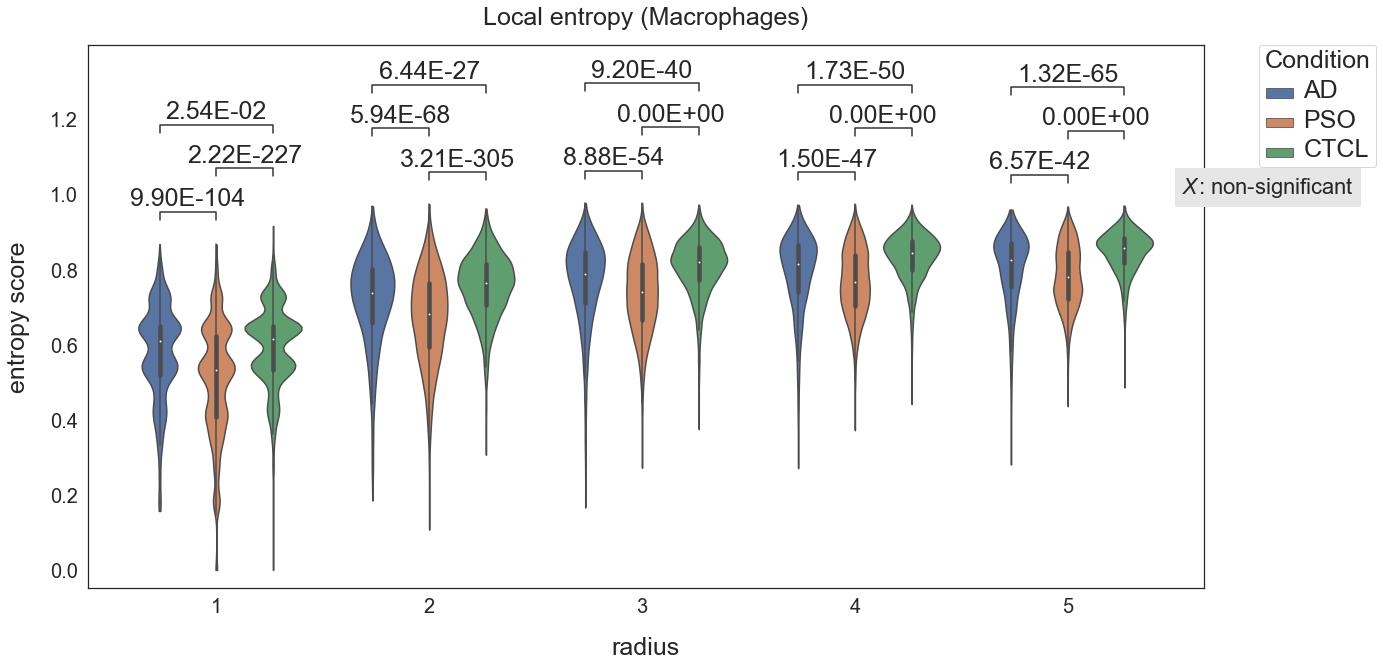 Local entropy (Macrophages)
entropy score
1.2
1.0
0.8
0.6
0.4
0.2
0.0
2.54E-02
2.22E-227
9.90E-104
6.44E-27
5.94E-68
3.21E-305
9.20E-40
0.00E+00
8.88E-54
1.73E-50
0.00E+00
1.50E-47
1.32E-65
0.00E+00
6.57E-42
1 2 3 4 5
radius
Condition
AD
PSO
CTCL
X: non-significant